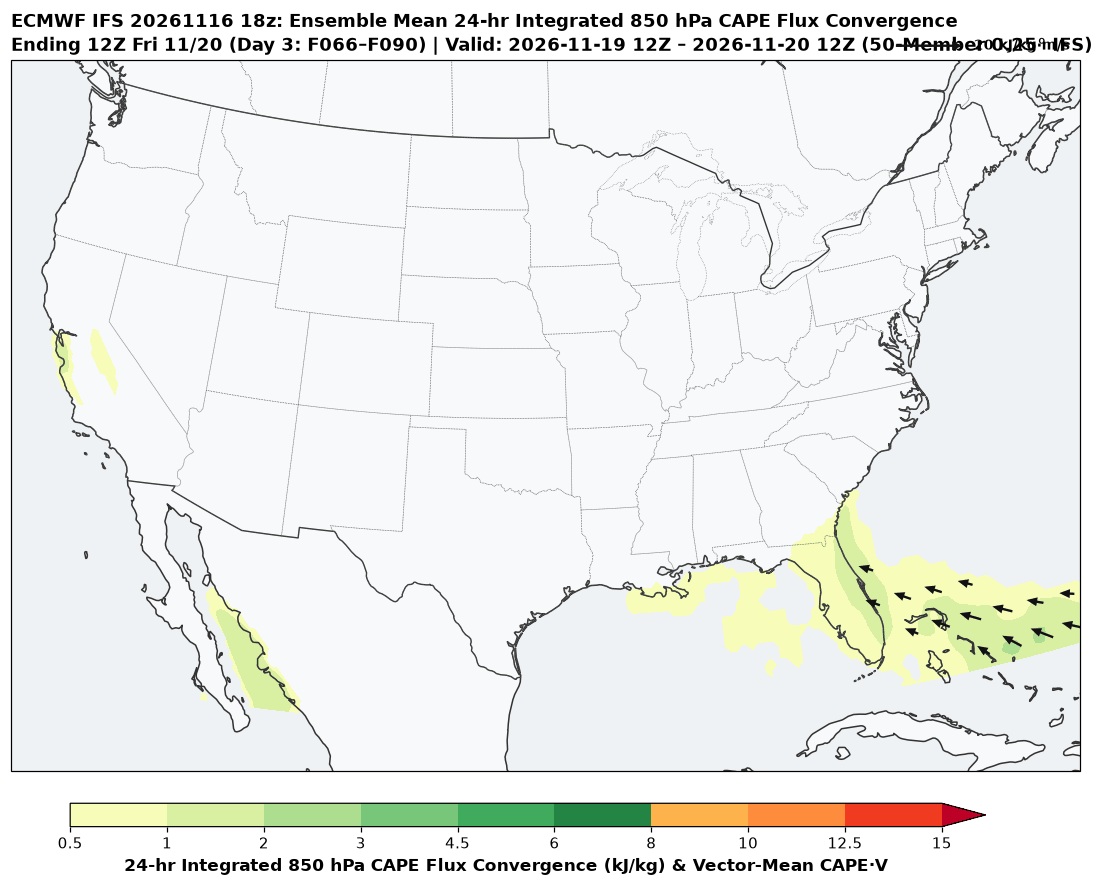 ECMWF IFS 20261116 18z: Ensemble Mean 24-hr Integrated 850 hPa CAPE Flux Convergence
Ending 12Z Fri 11/20 (Day 3: F066–F090) | Valid: 2026-11-19 12Z – 2026-11-20 12Z (50-Member 0.25° IFS)
0.5 1 2 3 4.5 6 8 10 12.5 15
24-hr Integrated 850 hPa CAPE Flux Convergence (kJ/kg) & Vector-Mean CAPE·V